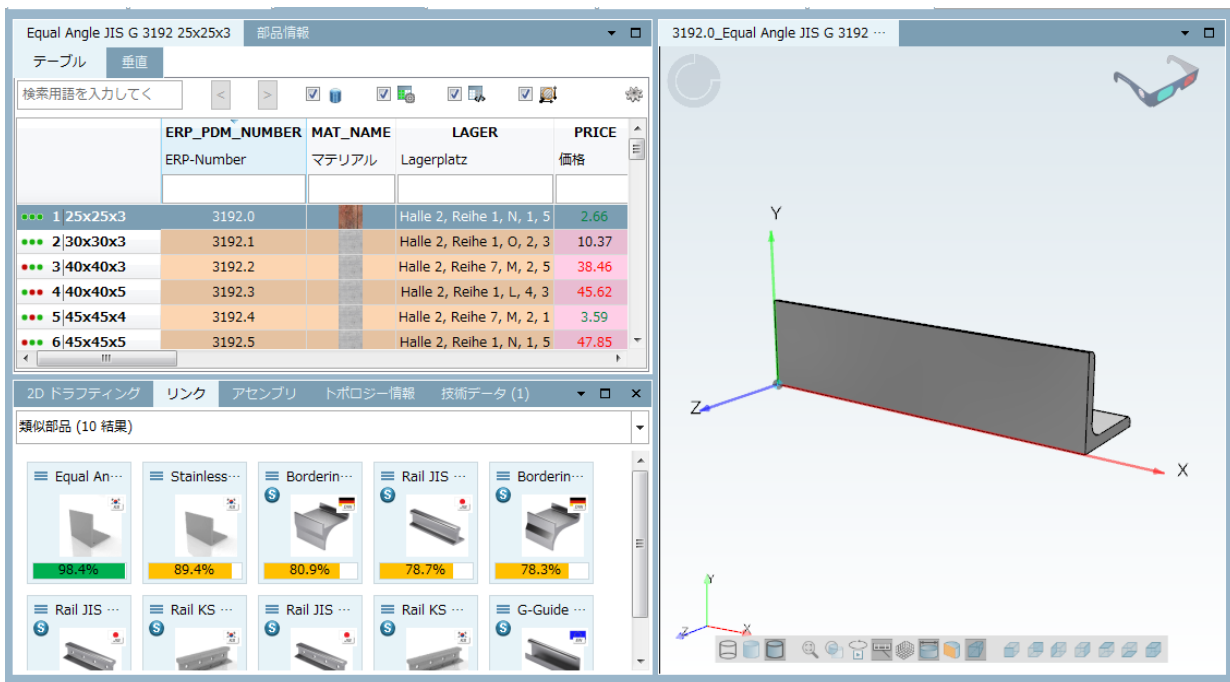 Equal Angle JIS G 3192 25x25x3 部品情報
テーブル 垂直
検索用語を入力してく < >
ERP_PDM_NUMBER MAT_NAME LAGER PRICE
ERP-Number マテリアル Lagerplatz 価格
1 25x25x3 3192.0 Halle 2, Reihe 1, N, 1, 5 2.66
2 30x30x3 3192.1 Halle 2, Reihe 1, O, 2, 3 10.37
3 40x40x3 3192.2 Halle 2, Reihe 7, M, 2, 5 38.46
4 40x40x5 3192.3 Halle 2, Reihe 1, L, 4, 3 45.62
5 45x45x4 3192.4 Halle 2, Reihe 7, M, 2, 1 3.59
6 45x45x5 3192.5 Halle 2, Reihe 1, N, 1, 5 47.85
2D ドラフティング リンク アセンブリ トポロジー情報 技術データ (1)
類似部品 (10 結果)
Equal An··· Stainless··· Borderin··· Rail JIS ··· Borderin···
S S S
98.4% 89.4% 80.9% 78.7% 78.3%
Rail JIS ··· Rail KS ··· Rail JIS ··· Rail KS ··· G-Guide ···
S S S S S
3192.0_Equal Angle JIS G 3192 ···
Y
Z
X
Y
Z X